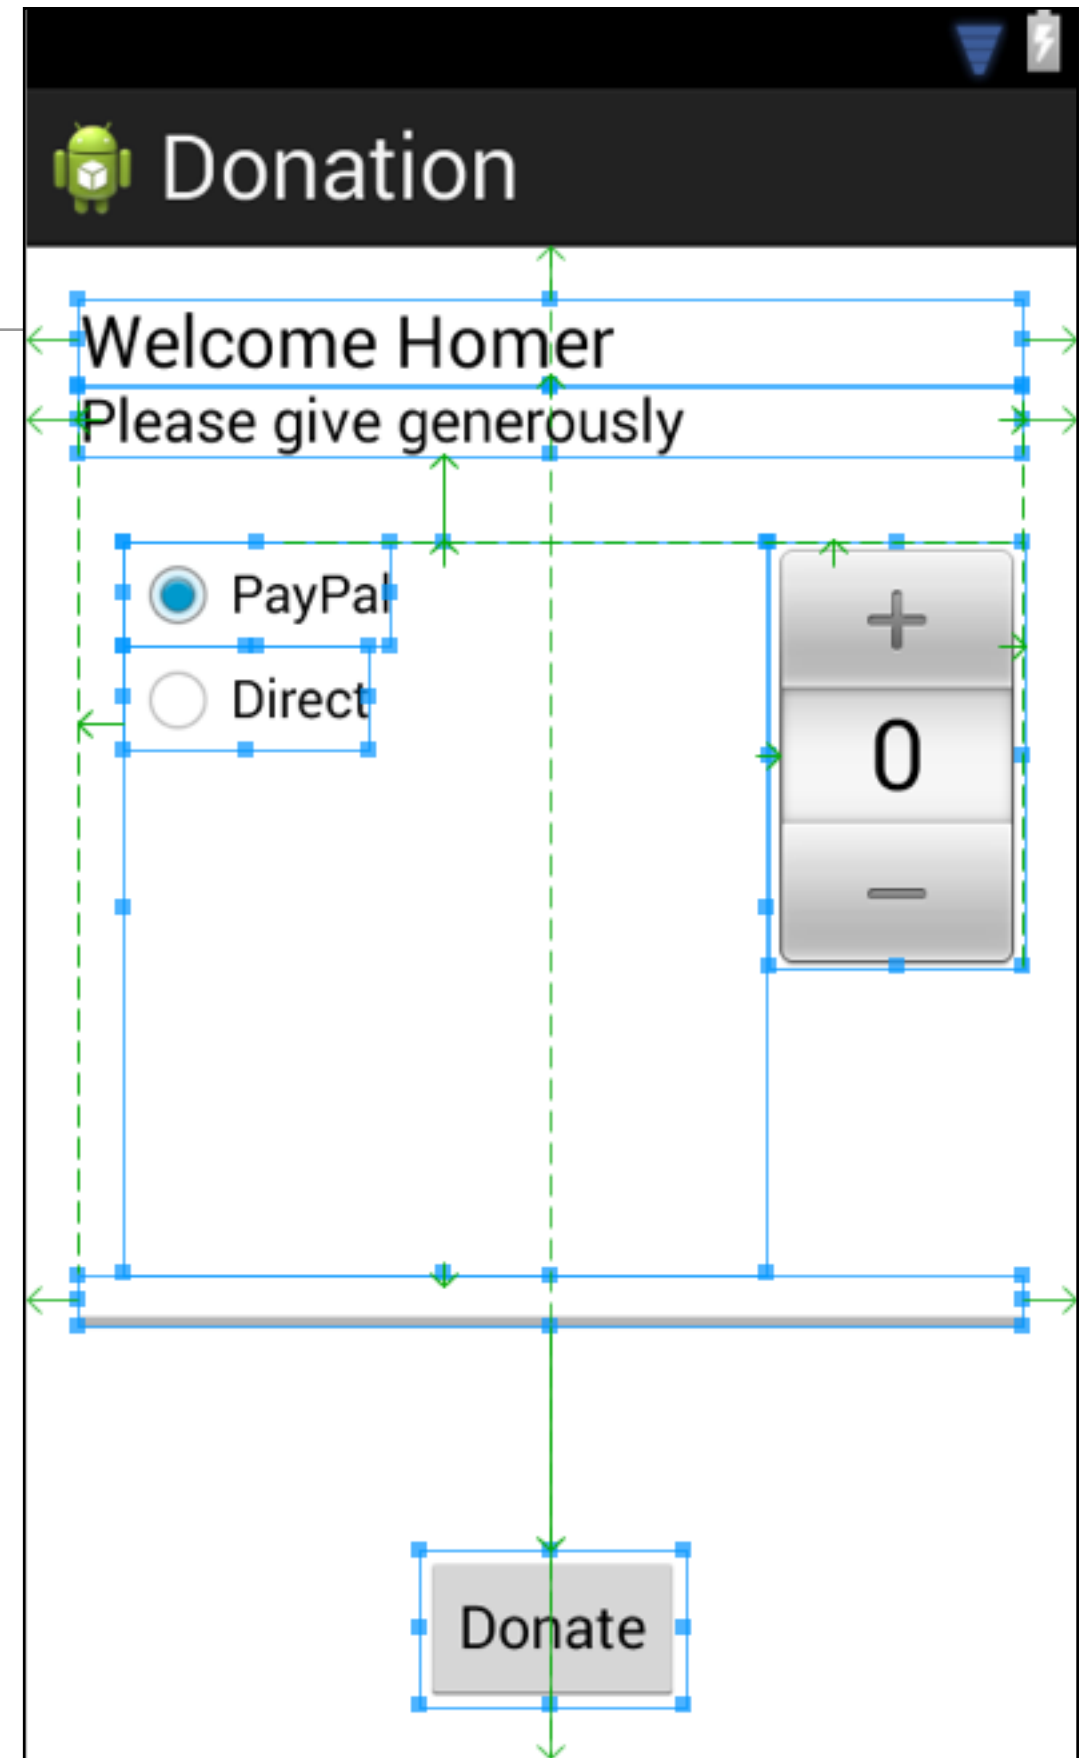 Donation
Welcome Homer
Please give generously
PayPal
+
Direct
0
−
Donate